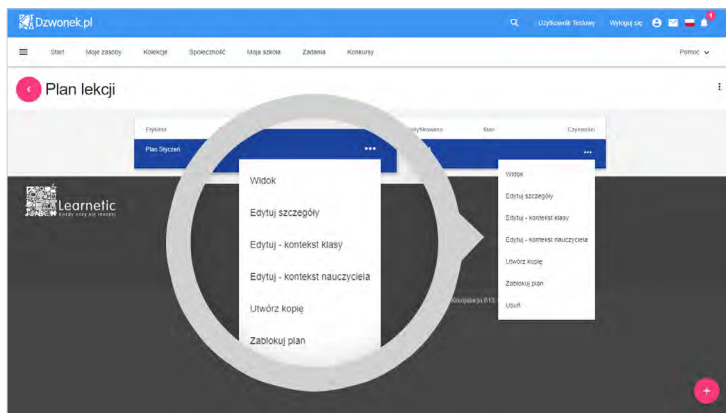 Dzwonek.pl
Użytkownik Testowy Wyloguj się
Start Moje zasoby Kolekcje Społeczność Moja szkoła Zadania Konkursy Pomoc
Plan lekcji
Etykieta Stan Czynności
Plan Styczeń
Widok
Edytuj szczegóły
Edytuj - kontekst klasy
Edytuj - kontekst nauczyciela
Utwórz kopię
Zablokuj plan
Widok
Edytuj szczegóły
Edytuj - kontekst klasy
Edytuj - kontekst nauczyciela
Utwórz kopię
Zablokuj plan
Usuń
Learnetic